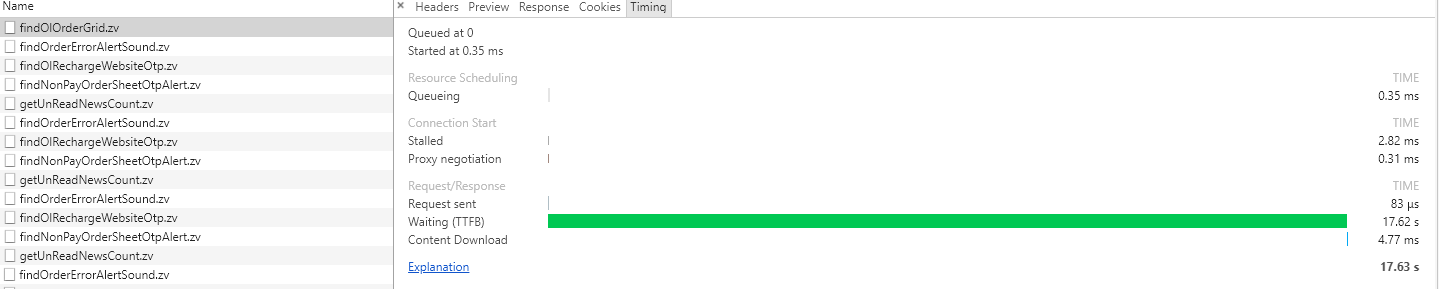 Name
findOlOrderGrid.zv
findOrderErrorAlertSound.zv
findOlRechargeWebsiteOtp.zv
findNonPayOrderSheetOtpAlert.zv
getUnReadNewsCount.zv
findOrderErrorAlertSound.zv
findOlRechargeWebsiteOtp.zv
findNonPayOrderSheetOtpAlert.zv
getUnReadNewsCount.zv
findOrderErrorAlertSound.zv
findOlRechargeWebsiteOtp.zv
findNonPayOrderSheetOtpAlert.zv
getUnReadNewsCount.zv
findOrderErrorAlertSound.zv
× Headers Preview Response Cookies Timing
Queued at 0
Started at 0.35 ms
Resource Scheduling TIME
Queueing 0.35 ms
Connection Start TIME
Stalled 2.82 ms
Proxy negotiation 0.31 ms
Request/Response TIME
Request sent 83 µs
Waiting (TTFB) 17.62 s
Content Download 4.77 ms
Explanation 17.63 s